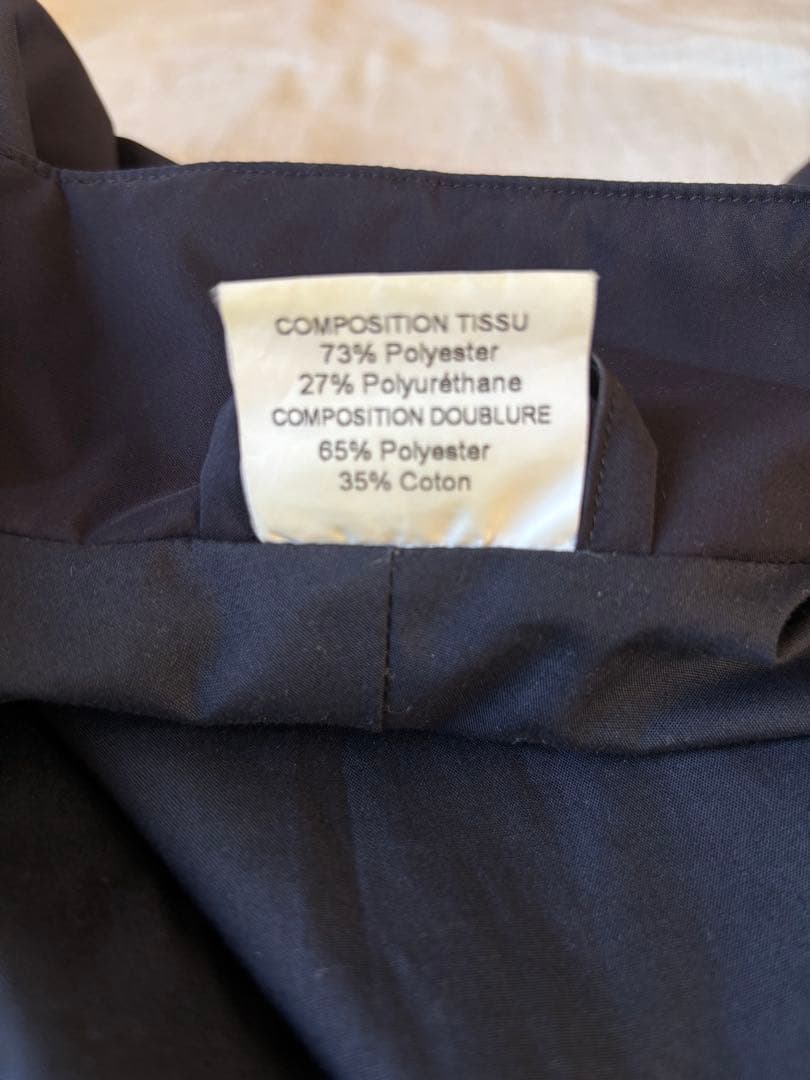 COMPOSITION TISSU
73% Polyester
27% Polyuréthane
COMPOSITION DOUBLURE
65% Polyester
35% Coton